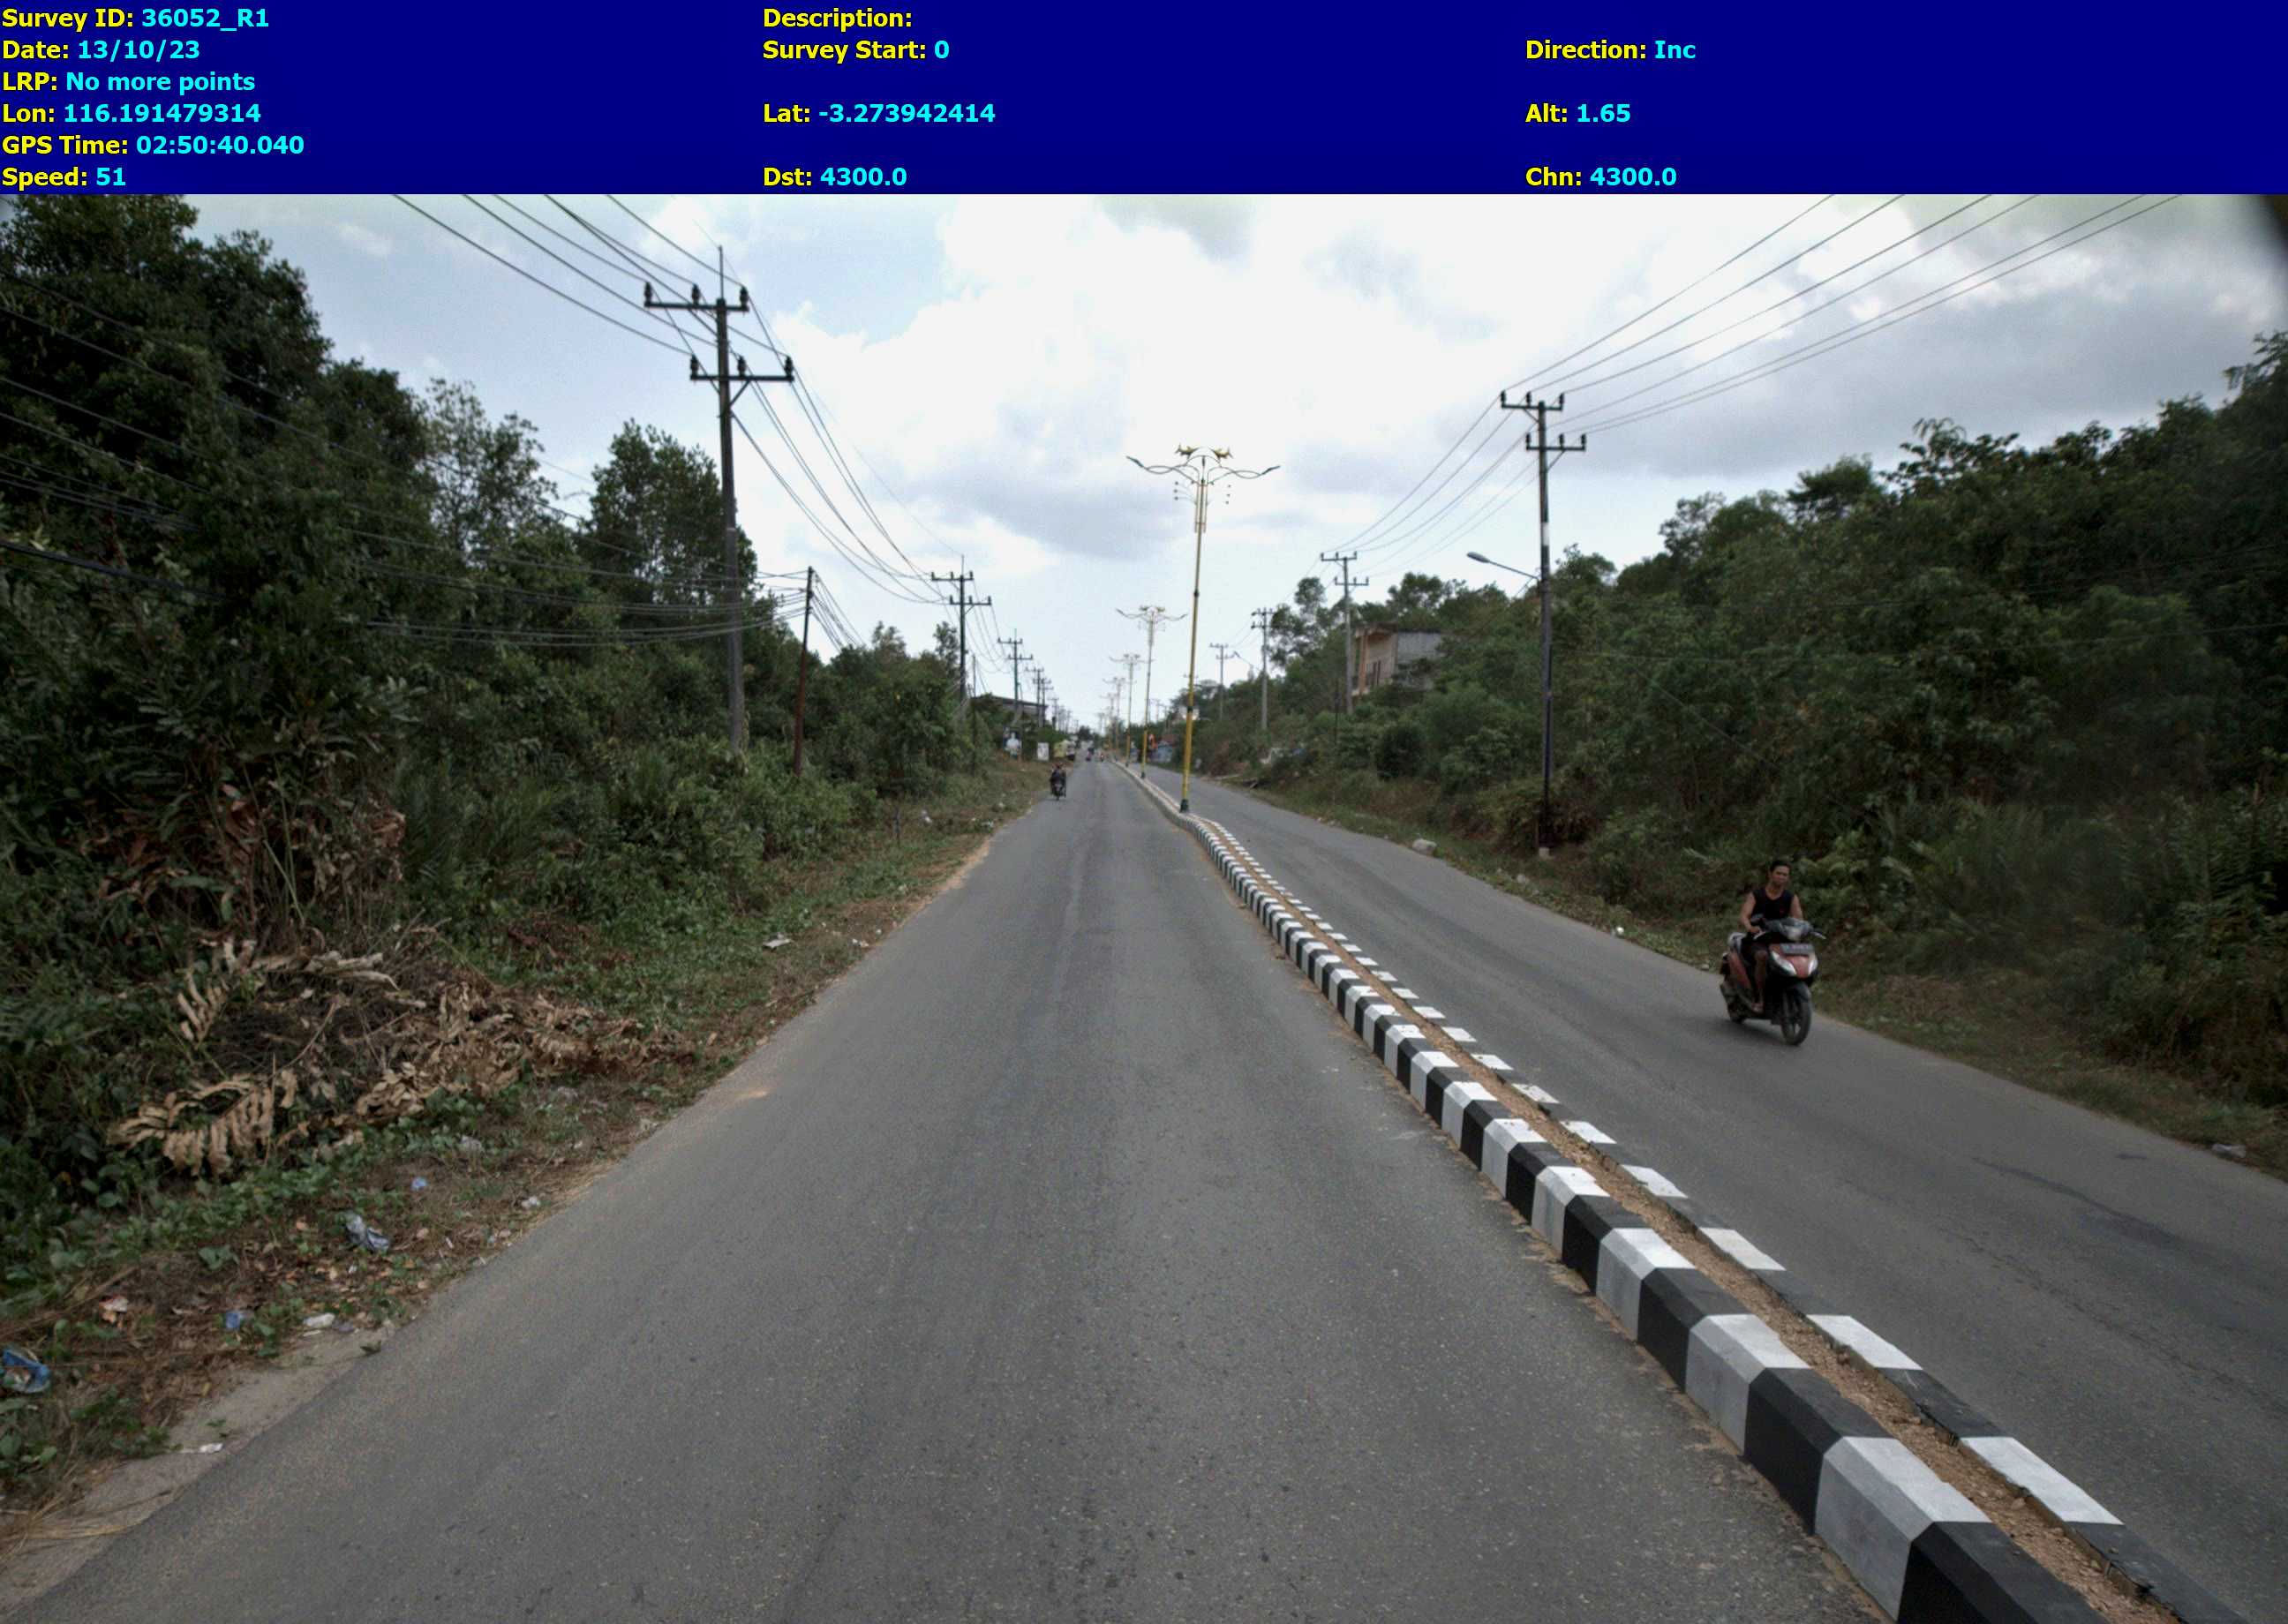 Survey ID: 36052_R1 Description:
Date: 13/10/23 Survey Start: 0 Direction: Inc
LRP: No more points
Lon: 116.191479314 Lat: -3.273942414 Alt: 1.65
GPS Time: 02:50:40.040
Speed: 51 Dst: 4300.0 Chn: 4300.0